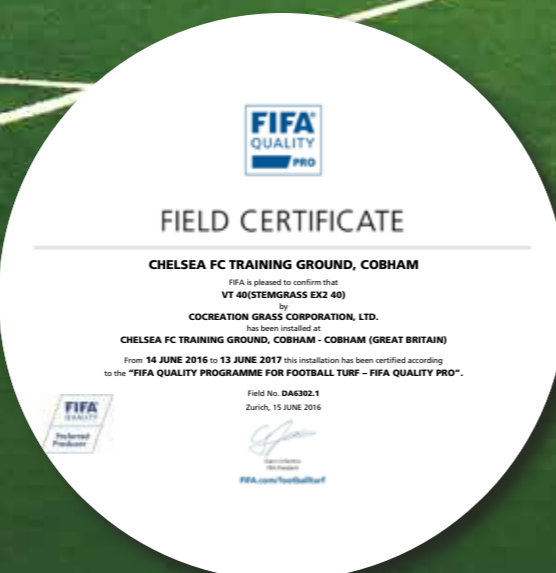 FIFA
QUALITY
PRO
FIELD CERTIFICATE
CHELSEA FC TRAINING GROUND, COBHAM
FIFA is pleased to confirm that
VT 40(STEMGRASS EX2 40)
by
COCREATION GRASS CORPORATION, LTD.
has been installed at
CHELSEA FC TRAINING GROUND, COBHAM - COBHAM (GREAT BRITAIN)
From 14 JUNE 2016 to 13 JUNE 2017 this installation has been certified according
to the "FIFA QUALITY PROGRAMME FOR FOOTBALL TURF – FIFA QUALITY PRO".
Field No. DA6302.1
Zurich, 15 JUNE 2016
FIFA
QUALITY
Preferred
Producer
FIFA.com/footballturf